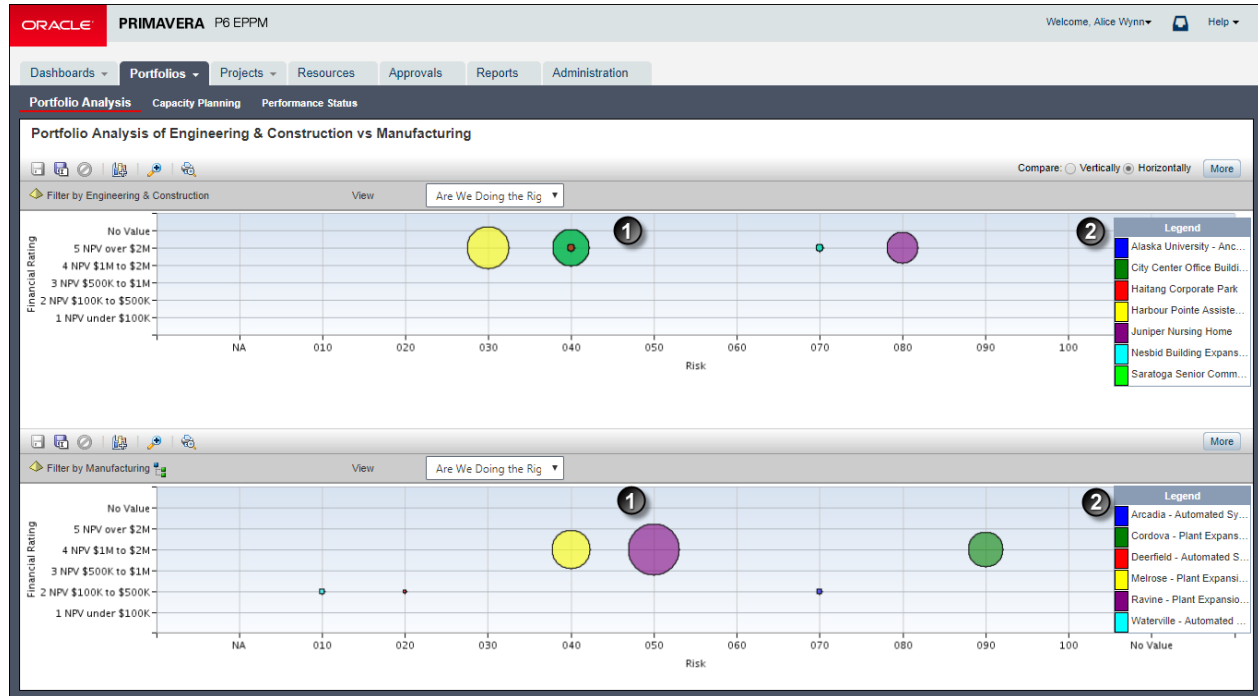 ORACLE PRIMAVERA P6 EPPM Welcome, Alice Wynn Help
Dashboards Portfolios Projects Resources Approvals Reports Administration
Portfolio Analysis Capacity Planning Performance Status
Portfolio Analysis of Engineering & Construction vs Manufacturing
Compare: Vertically Horizontally More
Filter by Engineering & Construction View Are We Doing the Rig
Financial Rating
No Value
5 NPV over $2M
4 NPV $1M to $2M
3 NPV $500K to $1M
2 NPV $100K to $500K
1 NPV under $100K
1
NA 010 020 030 040 050 060 070 080 090 100
Risk
2
Legend
Alaska University - Anc...
City Center Office Buildi...
Haitang Corporate Park
Harbour Pointe Assiste...
Juniper Nursing Home
Nesbid Building Expans...
Saratoga Senior Comm...
More
Filter by Manufacturing View Are We Doing the Rig
Financial Rating
No Value
5 NPV over $2M
4 NPV $1M to $2M
3 NPV $500K to $1M
2 NPV $100K to $500K
1 NPV under $100K
1
NA 010 020 030 040 050 060 070 080 090 100 No Value
Risk
2
Legend
Arcadia - Automated Sy...
Cordova - Plant Expans...
Deerfield - Automated S...
Melrose - Plant Expansi...
Ravine - Plant Expansio...
Waterville - Automated ...